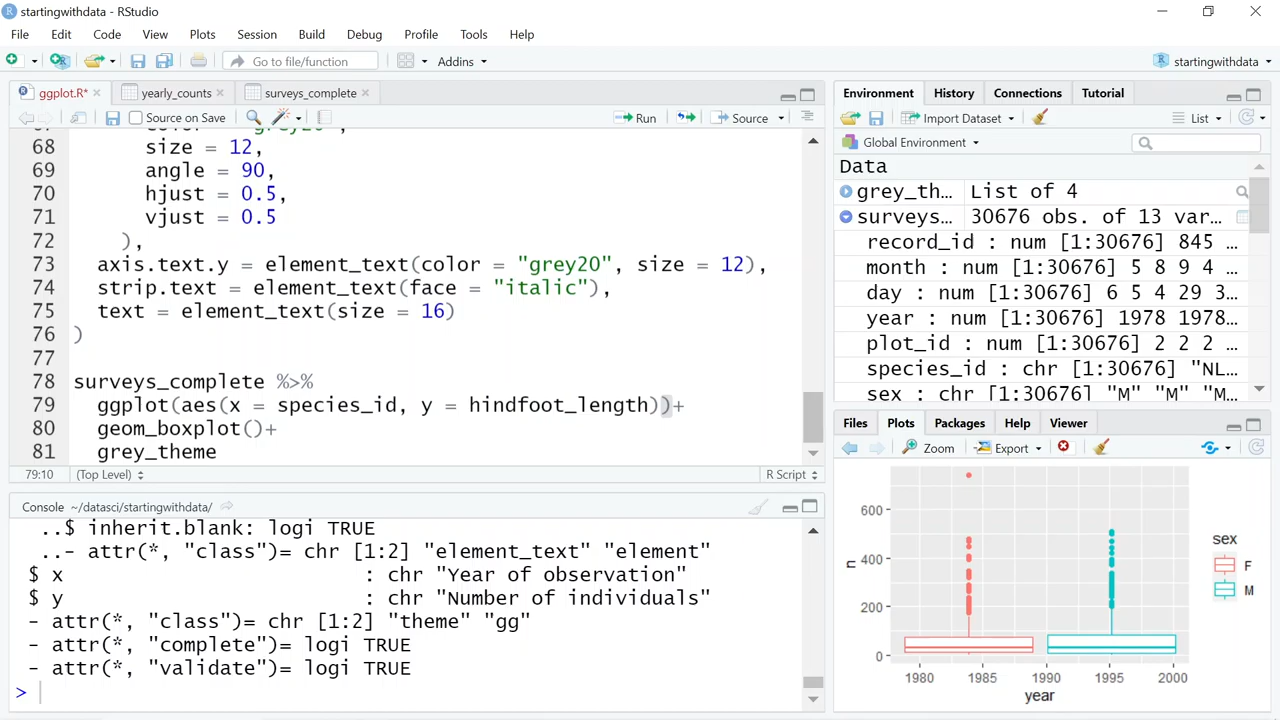 startingwithdata - RStudio
File Edit Code View Plots Session Build Debug Profile Tools Help
Go to file/function Addins startingwithdata
ggplot.R* yearly_counts surveys_complete
Source on Save Run Source
68 size = 12,
69 angle = 90,
70 hjust = 0.5,
71 vjust = 0.5
72 ),
73 axis.text.y = element_text(color = "grey20", size = 12),
74 strip.text = element_text(face = "italic"),
75 text = element_text(size = 16)
76 )
77
78 surveys_complete %>%
79 ggplot(aes(x = species_id, y = hindfoot_length))+
80 geom_boxplot()+
81 grey_theme
79:10 (Top Level) R Script
Console ~/datasci/startingwithdata/
..$ inherit.blank: logi TRUE
..- attr(*, "class")= chr [1:2] "element_text" "element"
$ x : chr "Year of observation"
$ y : chr "Number of individuals"
- attr(*, "class")= chr [1:2] "theme" "gg"
- attr(*, "complete")= logi TRUE
- attr(*, "validate")= logi TRUE
>
Environment History Connections Tutorial
Import Dataset List
Global Environment
Data
grey_th… List of 4
surveys… 30676 obs. of 13 var…
record_id : num [1:30676] 845 …
month : num [1:30676] 5 8 9 4 …
day : num [1:30676] 6 5 4 29 3…
year : num [1:30676] 1978 1978…
plot_id : num [1:30676] 2 2 2 …
species_id : chr [1:30676] "NL…
sex : chr [1:30676] "M" "M" "M…
Files Plots Packages Help Viewer
Zoom Export
600
400
200
0
n
1980 1985 1990 1995 2000
year
sex
F
M